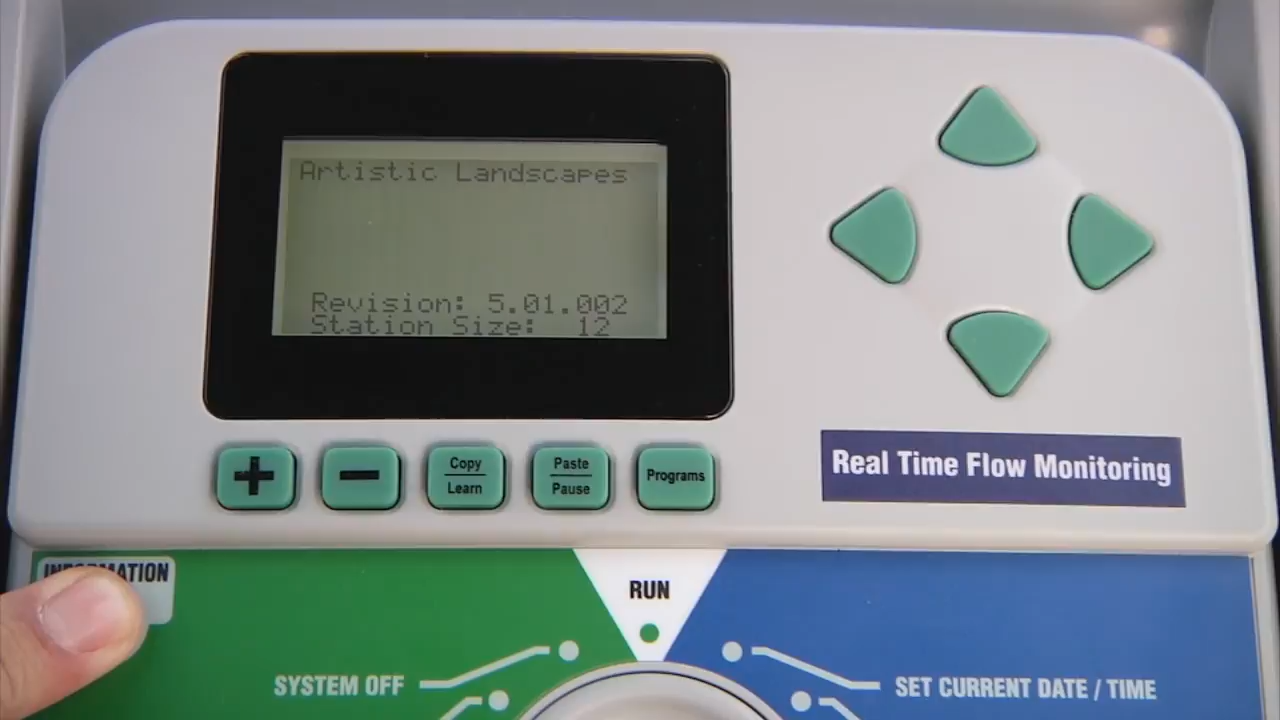 Artistic Landscapes
Revision: 5.01.002
Station Size: 12
Copy
Learn
Paste
Pause
Programs
Real Time Flow Monitoring
INFORMATION
RUN
SYSTEM OFF
SET CURRENT DATE / TIME